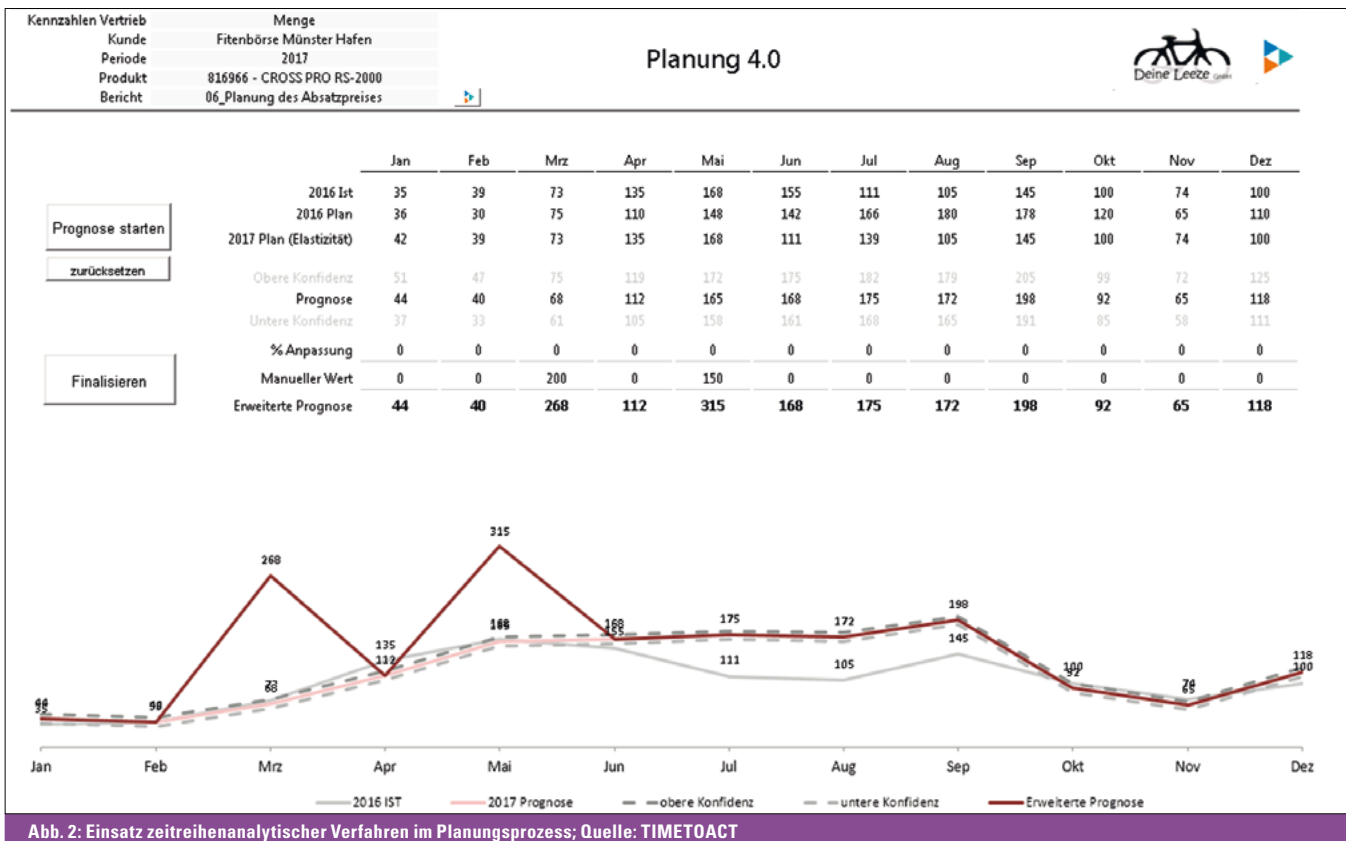 Kennzahlen Vertrieb Menge
Kunde Fitenbörse Münster Hafen
Periode 2017
Produkt 816966 - CROSS PRO RS-2000
Bericht 06_Planung des Absatzpreises
Planung 4.0
Deine Leeze GmbH
Jan Feb Mrz Apr Mai Jun Jul Aug Sep Okt Nov Dez
2016 Ist 35 39 73 135 168 155 111 105 145 100 74 100
2016 Plan 36 30 75 110 148 142 166 180 178 120 65 110
2017 Plan (Elastizität) 42 39 73 135 168 111 139 105 145 100 74 100
Prognose starten
zurücksetzen
Obere Konfidenz 51 47 75 119 172 175 182 179 205 99 72 125
Prognose 44 40 68 112 165 168 175 172 198 92 65 118
Untere Konfidenz 37 33 61 105 158 161 168 165 191 85 58 111
% Anpassung 0 0 0 0 0 0 0 0 0 0 0 0
Finalisieren
Manueller Wert 0 0 200 0 150 0 0 0 0 0 0 0
Erweiterte Prognose 44 40 268 112 315 168 175 172 198 92 65 118
315
268
198
168 175 172
135 155 145
112 111 105
118
100 100
92
74
68 65
35
Jan Feb Mrz Apr Mai Jun Jul Aug Sep Okt Nov Dez
2016 IST 2017 Prognose obere Konfidenz untere Konfidenz Erweiterte Prognose
Abb. 2: Einsatz zeitreihenanalytischer Verfahren im Planungsprozess; Quelle: TIMETOACT